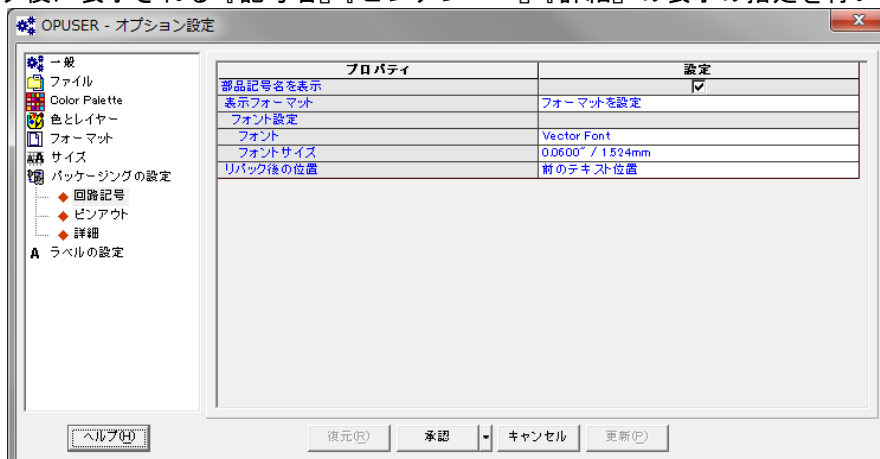 OPUSER - オプション設定
一般
ファイル
Color Palette
色とレイヤー
フォーマット
サイズ
パッケージングの設定
回路記号
ピンアウト
詳細
A ラベルの設定
プロパティ 設定
部品記号名を表示
表示フォーマット フォーマットを設定
フォント設定
フォント Vector Font
フォントサイズ 0.0600" / 1.524mm
リパック後の位置 前のテキスト位置
ヘルプ(H) 復元(R) 承認 キャンセル 更新(P)